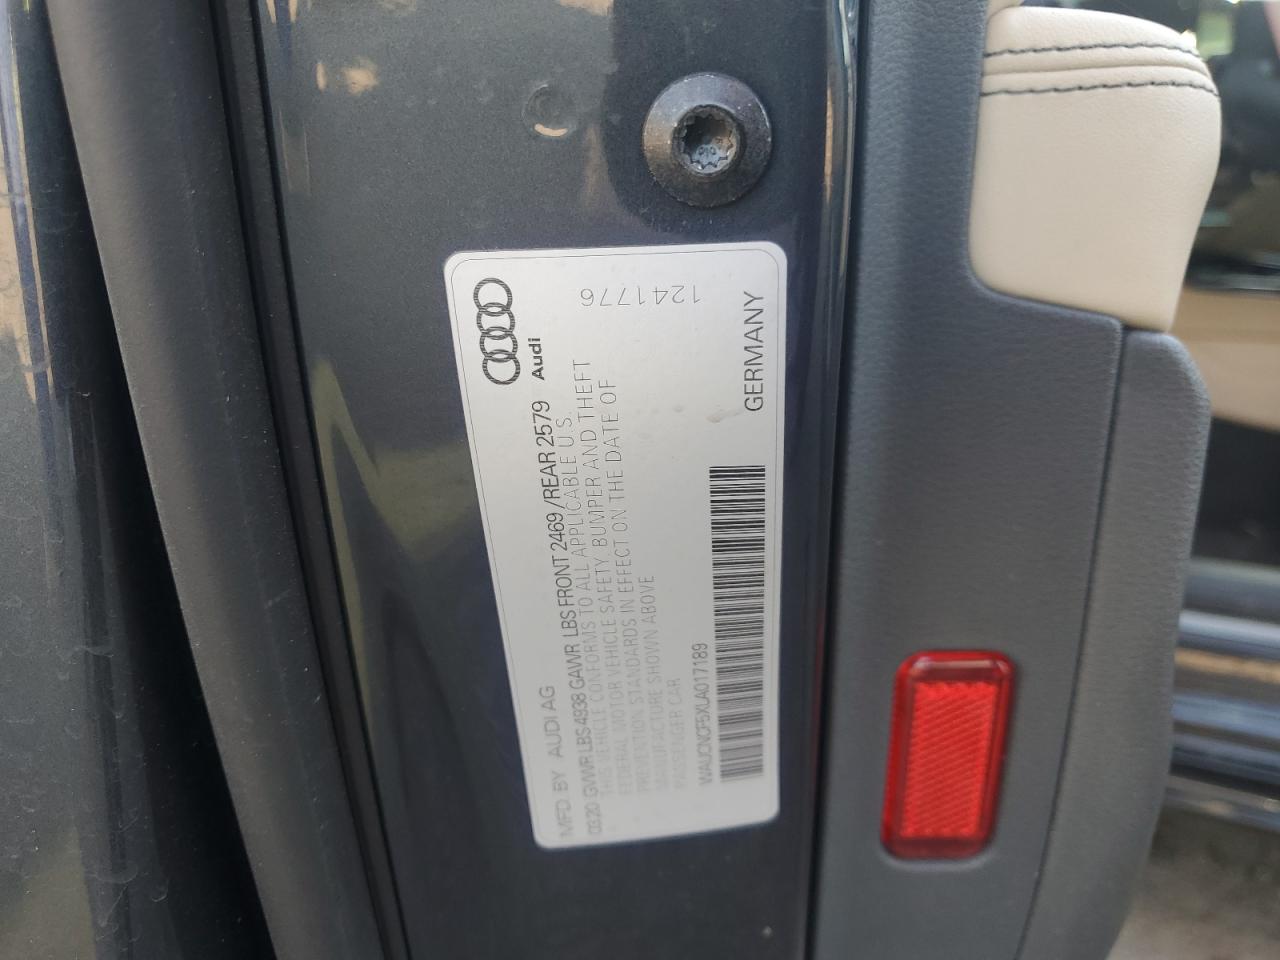 MFD. BY AUDI AG
0320 GVWR LBS 4938 GAWR LBS FRONT 2469/REAR 2579
THIS VEHICLE CONFORMS TO ALL APPLICABLE U.S.
FEDERAL MOTOR VEHICLE SAFETY, BUMPER AND THEFT
PREVENTION STANDARDS IN EFFECT ON THE DATE OF
MANUFACTURE SHOWN ABOVE
PASSENGER CAR
WAUCNCF5XLA017189
Audi
1241776
GERMANY